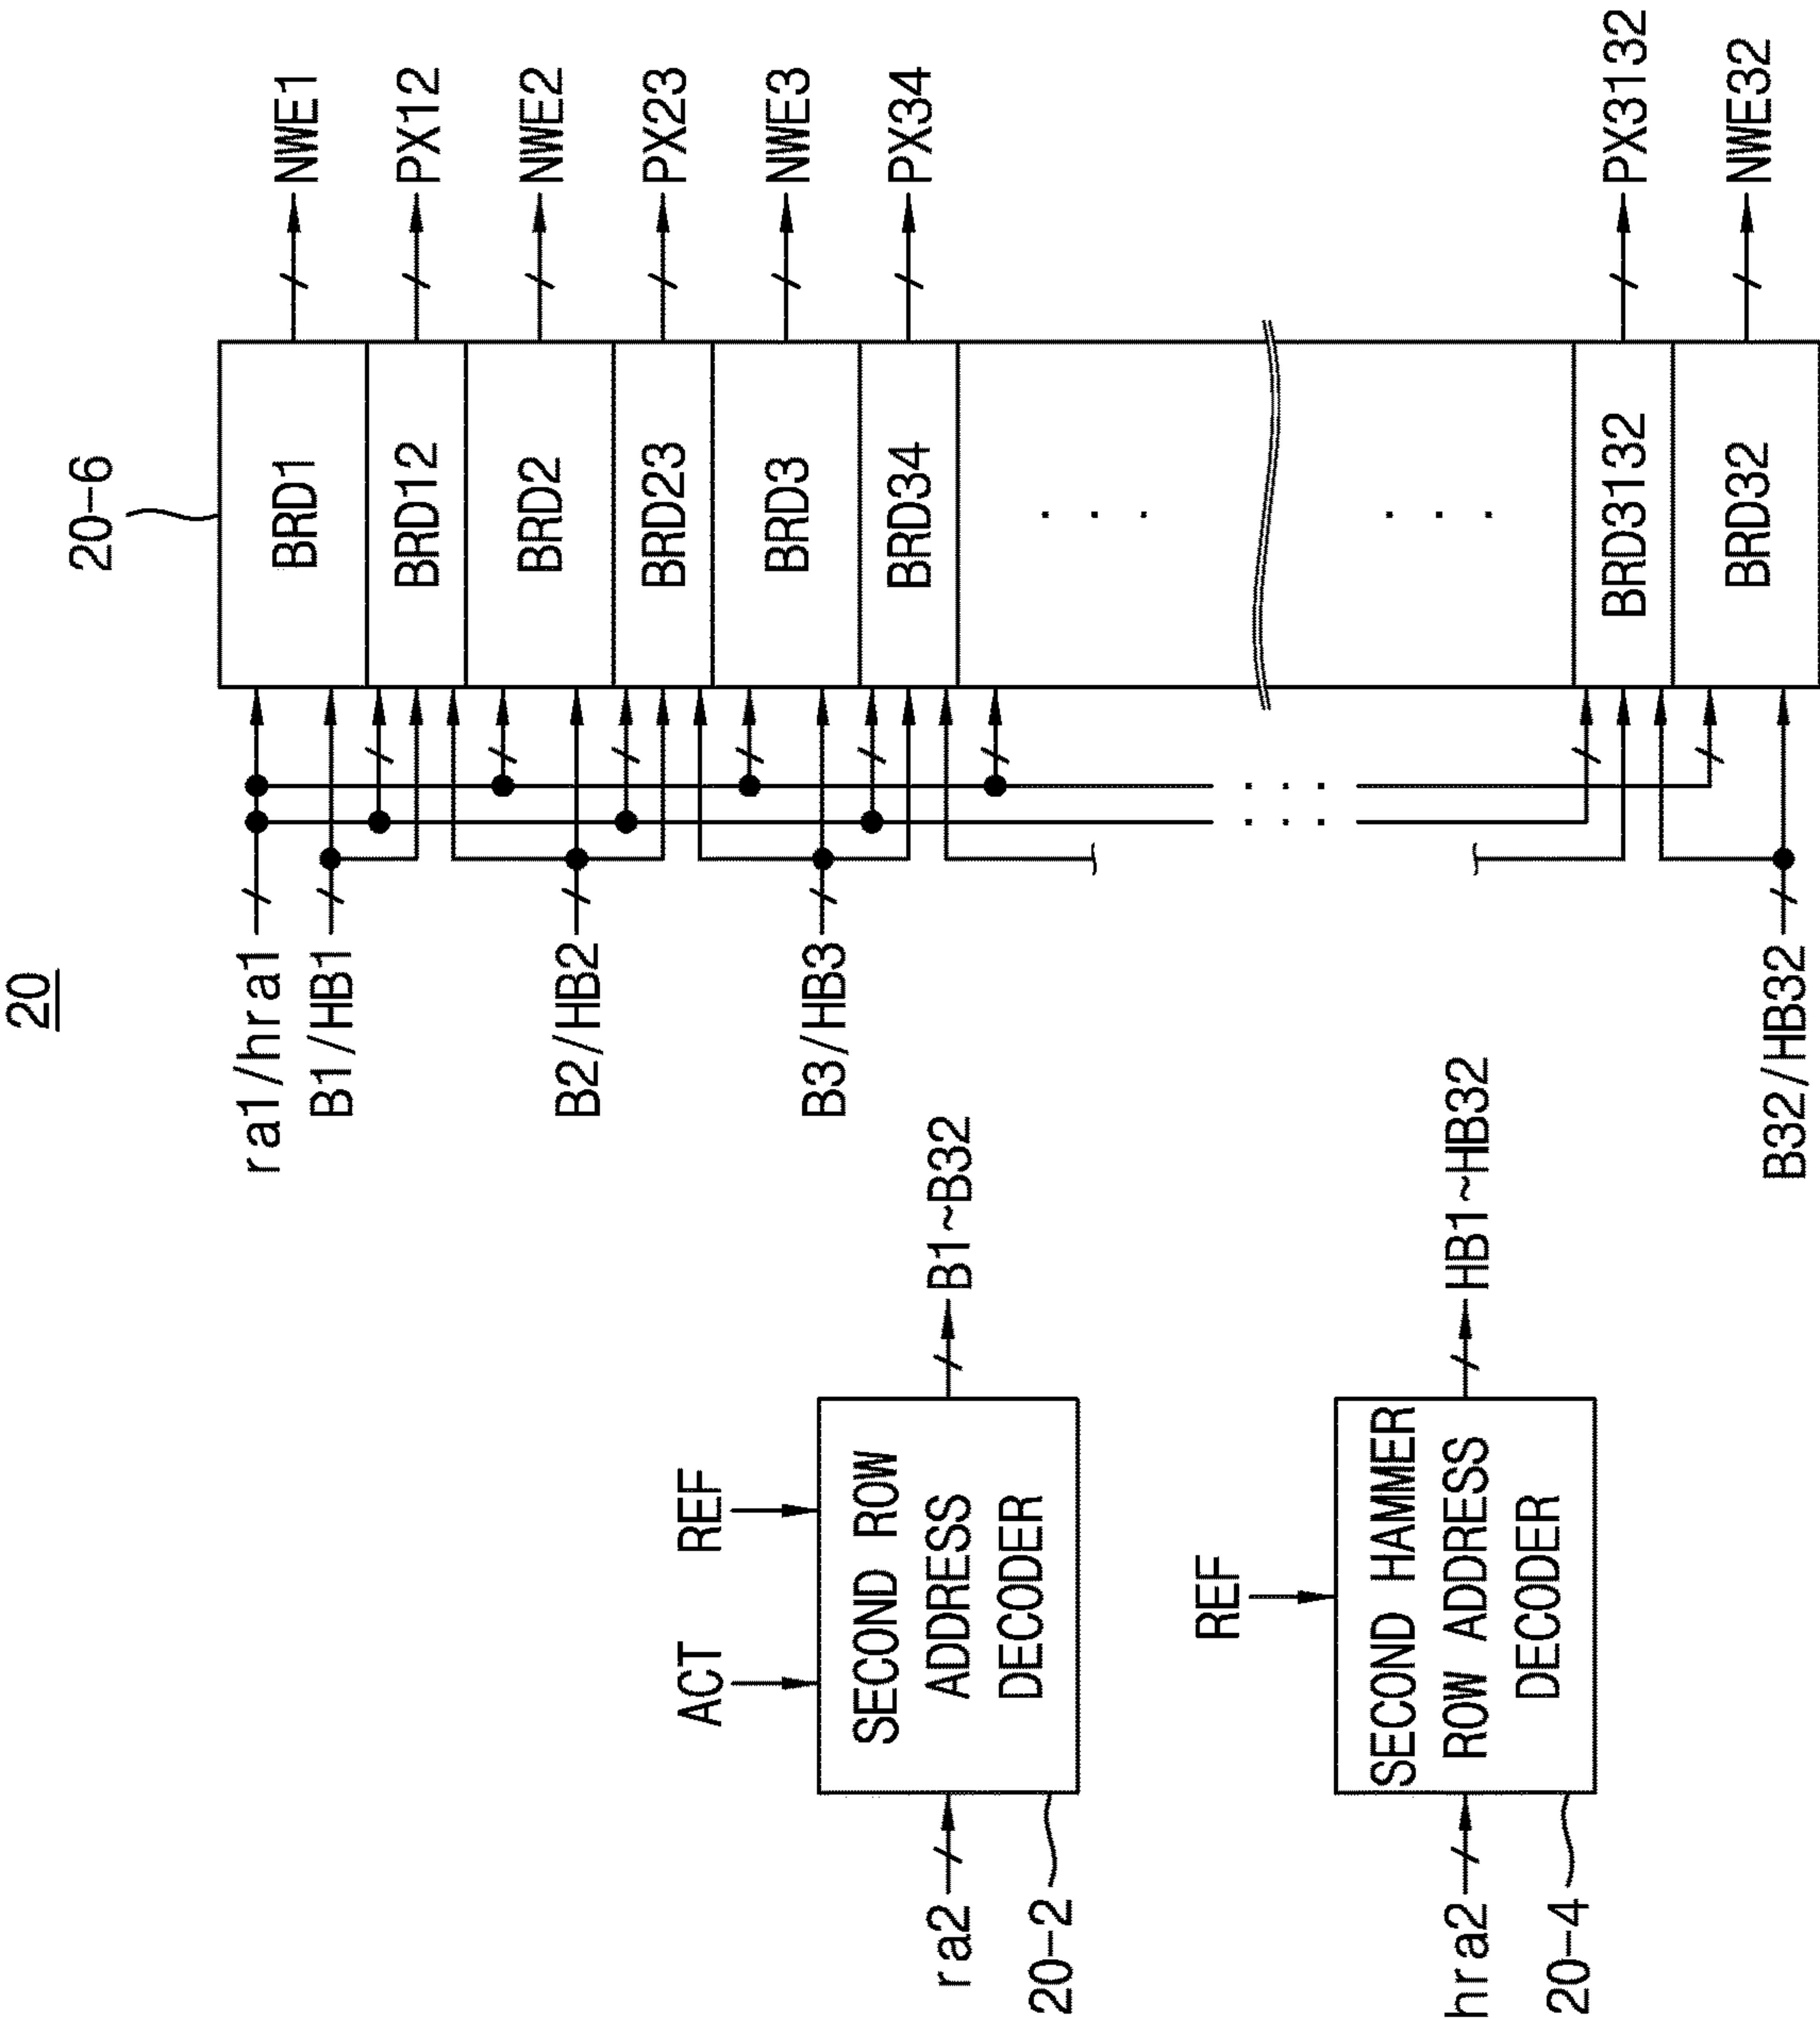 20
20-6
ra1/hra1
B1/HB1
B2/HB2
B3/HB3
B32/HB32
BRD1
BRD12
BRD2
BRD23
BRD3
BRD34
. . .
. . .
BRD3132
BRD32
NWE1
PX12
NWE2
PX23
NWE3
PX34
PX3132
NWE32
. . .
. . .
ACT
REF
ra2
SECOND ROW
ADDRESS
DECODER
B1~B32
20-2
REF
hra2
SECOND HAMMER
ROW ADDRESS
DECODER
HB1~HB32
20-4